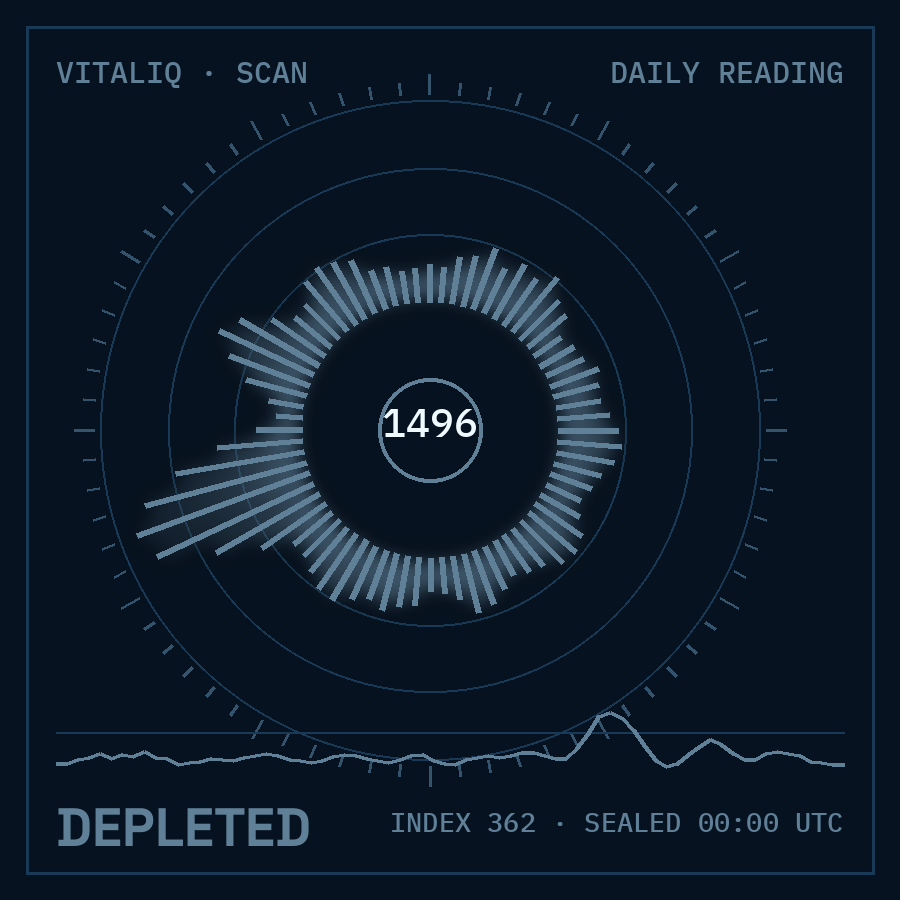 VITALIQ · SCAN
DAILY READING
1496
DEPLETED
INDEX 362 · SEALED 00:00 UTC